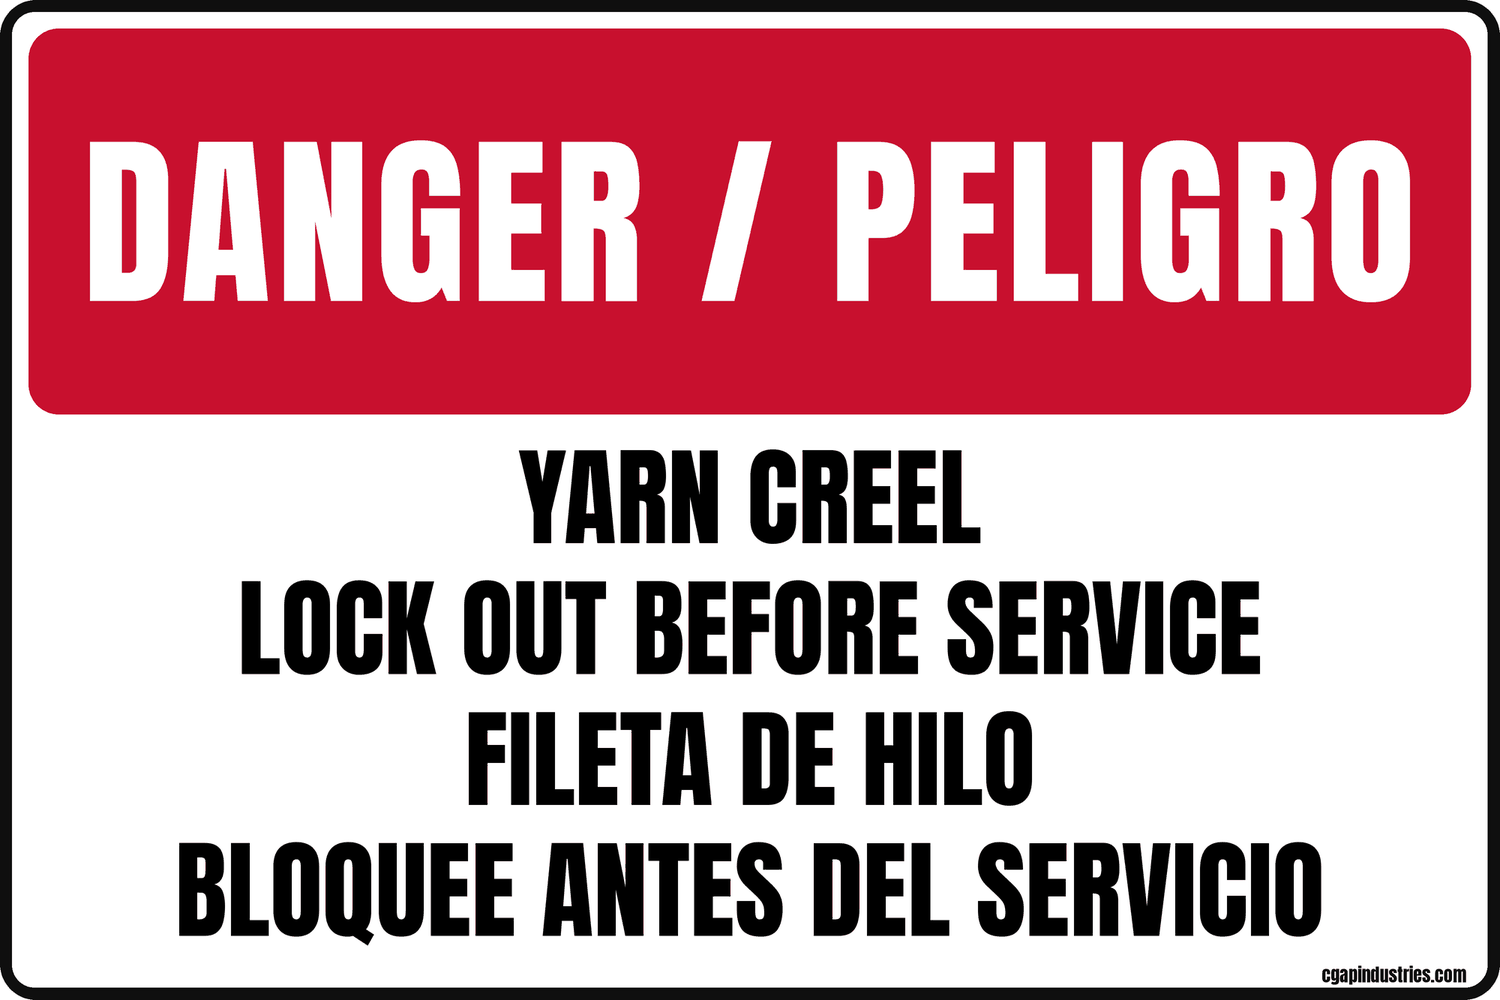 DANGER / PELIGRO
YARN CREEL
LOCK OUT BEFORE SERVICE
FILETA DE HILO
BLOQUEE ANTES DEL SERVICIO
cgapindustries.com